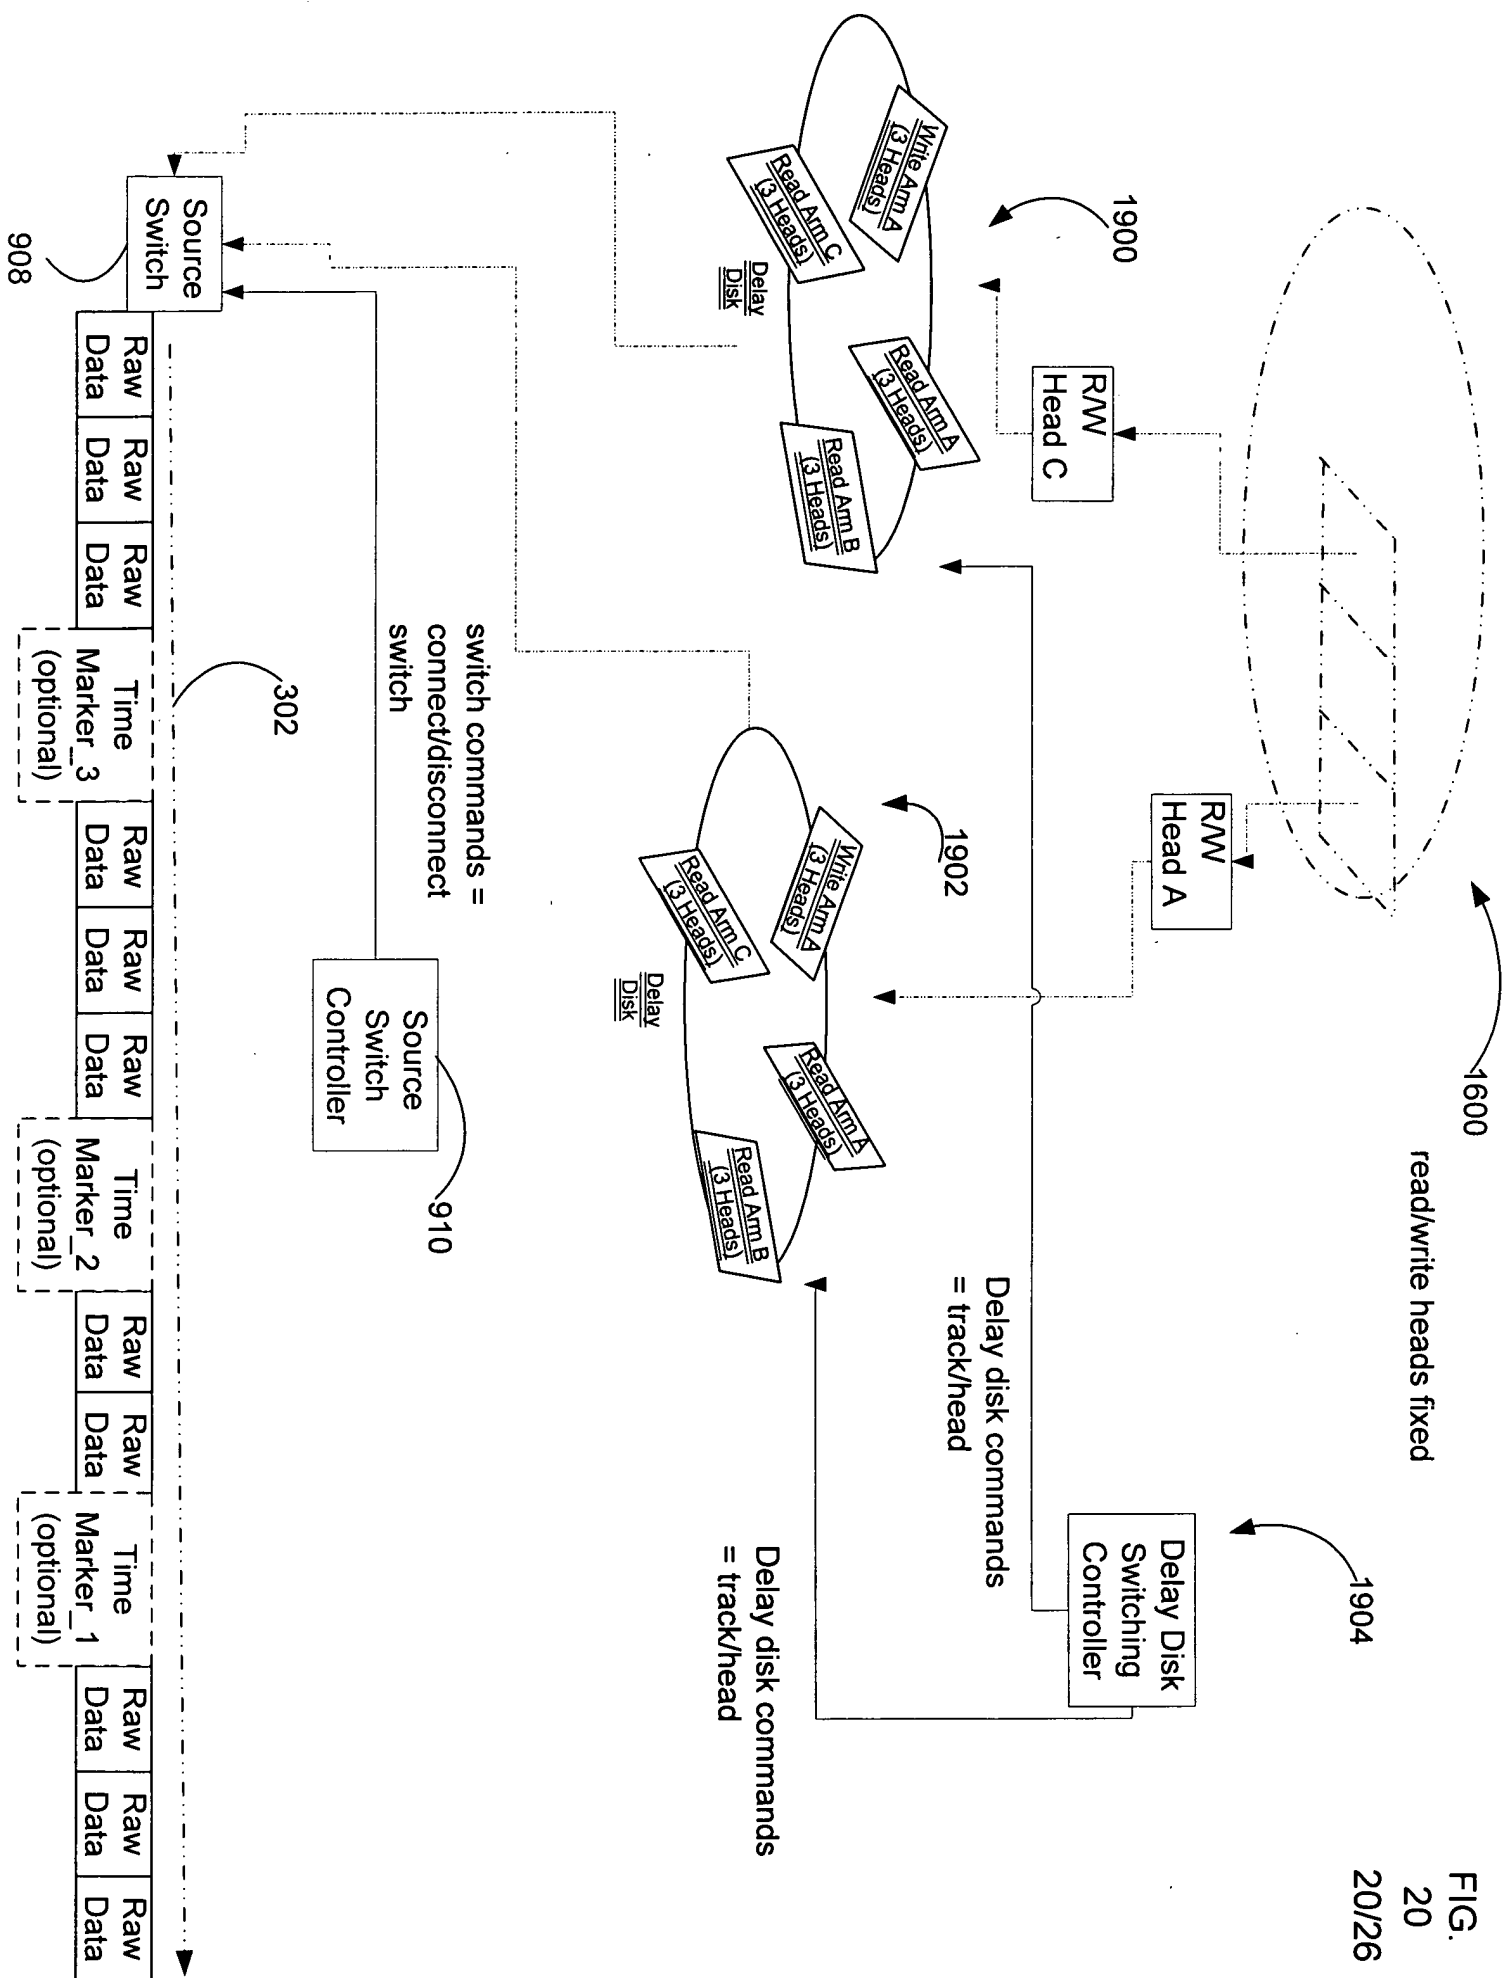 FIG.
20
20/26
1600
read/write heads fixed
R/W
Head C
R/W
Head A
1904
Delay Disk
Switching
Controller
1900
Write Arm A
(3 Heads)
Read Arm A
(3 Heads)
Read Arm C
(3 Heads)
Read Arm B
(3 Heads)
Delay
Disk
Delay disk commands
= track/head
1902
Write Arm A
(3 Heads)
Read Arm A
(3 Heads)
Read Arm C
(3 Heads)
Read Arm B
(3 Heads)
Delay
Disk
Delay disk commands
= track/head
switch commands =
connect/disconnect
switch
Source
Switch
Controller
910
302
Source
Switch
908
Raw
Data
Raw
Data
Raw
Data
Time
Marker_3
(optional)
Raw
Data
Raw
Data
Raw
Data
Time
Marker_2
(optional)
Raw
Data
Raw
Data
Time
Marker_1
(optional)
Raw
Data
Raw
Data
Raw
Data